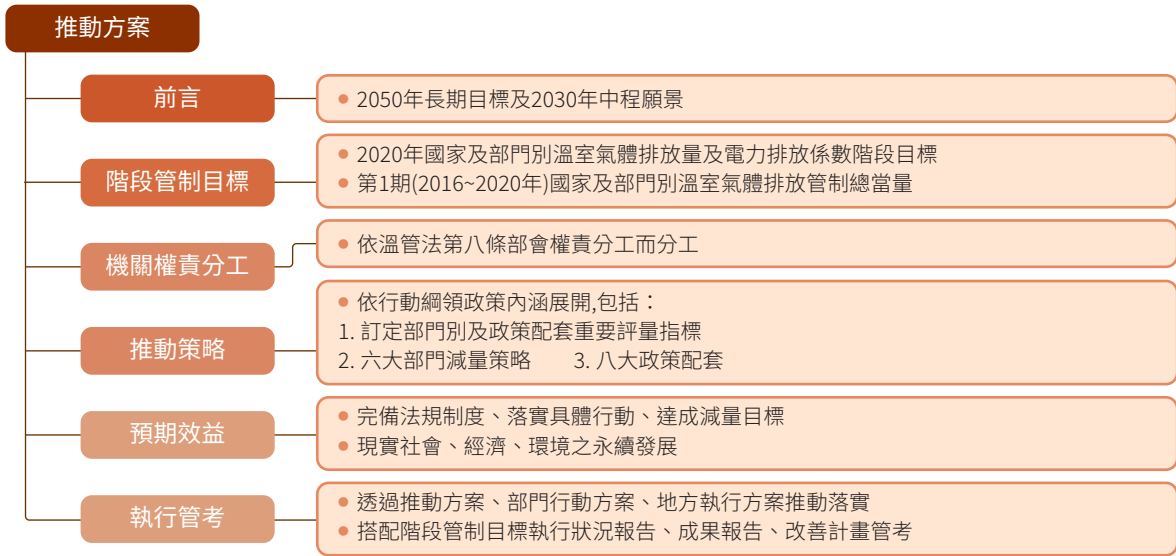 推動方案
前言
● 2050年長期目標及2030年中程願景
階段管制目標
● 2020年國家及部門別溫室氣體排放量及電力排放係數階段目標
● 第1期(2016~2020年)國家及部門別溫室氣體排放管制總當量
機關權責分工
● 依溫管法第八條部會權責分工而分工
推動策略
● 依行動綱領政策內涵展開,包括：
1. 訂定部門別及政策配套重要評量指標
2. 六大部門減量策略 3. 八大政策配套
預期效益
● 完備法規制度、落實具體行動、達成減量目標
● 現實社會、經濟、環境之永續發展
執行管考
● 透過推動方案、部門行動方案、地方執行方案推動落實
● 搭配階段管制目標執行狀況報告、成果報告、改善計畫管考